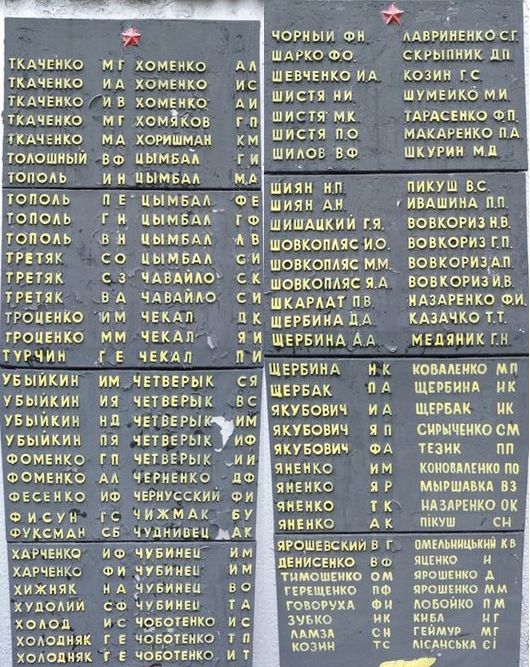 ТКАЧЕНКО М Г ХОМЕНКО А Л
ТКАЧЕНКО И А ХОМЕНКО И С
ТКАЧЕНКО И В ХОМЕНКО А И
ТКАЧЕНКО М Г ХОМЯКОВ Г П
ТКАЧЕНКО М А ХОРИШМАН К М
ТОЛОШНЫЙ В Ф ЦЫМБАЛ Г И
ТОПОЛЬ И Н ЦЫМБАЛ М А
ТОПОЛЬ П Е ЦЫМБАЛ Ф Е
ТОПОЛЬ Г Н ЦЫМБАЛ Г Ф
ТОПОЛЬ В Н ЦЫМБАЛ Л В
ТРЕТЯК С О ЦЫМБАЛ С И
ТРЕТЯК С З ЧАВАЙЛО С К
ТРЕТЯК В А ЧАВАЙЛО С И
ТРОЦЕНКО И М ЧЕКАЛ Д К
ТРОЦЕНКО М М ЧЕКАЛ Я И
ТУРЧИН Г Е ЧЕКАЛ П И
УБЫЙКИН И М ЧЕТВЕРЫК С Я
УБЫЙКИН И Я ЧЕТВЕРЫК В С
УБЫЙКИН Н Д ЧЕТВЕРЫК И М
УБЫЙКИН П Я ЧЕТВЕРЫК И Ф
ФОМЕНКО Г П ЧЕТВЕРЫК И И
ФОМЕНКО А Л ЧЕРНЕНКО Д Ф
ФЕСЕНКО И Ф ЧЕРНУССКИЙ Ф И
ФИСУН Г С ЧИЖМАК Б У
ФУКСМАН С Б ЧУДНИВЕЦ А К
ХАРЧЕНКО И Ф ЧУБИНЕЦ И М
ХАРЧЕНКО Ф И ЧУБИНЕЦ И М
ХИЖНЯК Н А ЧУБИНЕЦ В О
ХУДОЛИЙ С Ф ЧУБИНЕЦ Т А
ХОЛОД И С ЧОБОТЕНКО И С
ХОЛОДНЯК Г Е ЧОБОТЕНКО Т П
ХОЛОДНЯК Г Е ЧОБОТЕНКО И Т
ЧОРНЫЙ Ф.Н. ЛАВРИНЕНКО С.Г.
ШАРКО Ф.О. СКРЫПНИК Д.П.
ШЕВЧЕНКО И.А. КОЗИН Г.С
ШИСТЯ Н.И. ШУМЕЙКО М.И.
ШИСТЯ М.К. ТАРАСЕНКО Ф.П.
ШИСТЯ П.О. МАКАРЕНКО П.А.
ШИЛОВ В.Ф. ШКУРИН М.Д.
ШИЯН Н.П. ПИКУШ В.С.
ШИЯН А.Н. ИВАШИНА П.П.
ШИШАЦКИЙ Г.Я. ВОВКОРИЗ Н.В.
ШОВКОПЛЯС И.О. ВОВКОРИЗ Г.П.
ШОВКОПЛЯС М.М. ВОВКОРИЗ А.П.
ШОВКОПЛЯС Я.А. ВОВКОРИЗ И.В.
ШКАРЛАТ П.В. НАЗАРЕНКО Ф.И.
ЩЕРБИНА Д.А. КАЗАЧКО Т.Т.
ЩЕРБИНА Д.А. МЕДЯНИК Г.Н.
ЩЕРБИНА Н К КОВАЛЕНКО М П
ЩЕРБАК П А ЩЕРБИНА И К
ЯКУБОВИЧ И А ЩЕРБАК И К
ЯКУБОВИЧ Я П СИРЫЧЕНКО С М
ЯКУБОВИЧ Ф А ТЕЗИК П П
ЯНЕНКО И М КОНОВАЛЕНКО П О
ЯНЕНКО Я Р МЫРШАВКА В З
ЯНЕНКО Т К НАЗАРЕНКО О К
ЯНЕНКО А К ПІКУШ С Н
ЯРОШЕВСКИЙ В Г. ОМЕЛЬНИЦЬКИЙ К В
ДЕНИСЕНКО В Ф ЯЦЕНКО И
ТИМОШЕНКО О М ЯРОШЕНКО Д
ГЕРЕЩЕНКО П Ф ЯРОШЕНКО М М
ГОВОРУХА Ф И ЛОБОЙКО П М
ЗУБКО И К КИБА И Г
ЛАМЗА С Н ГЕЙМУР М Г
КОЗИН Т С ЛІСАНСЬКА С І